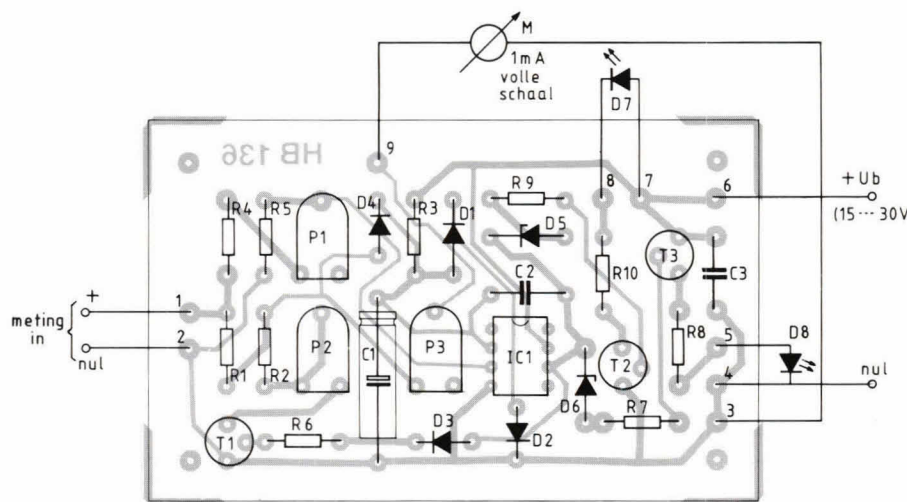 M
1mA
volle
schaal
D7
HB 136
9
8
7
6
+Ub
(15--- 30V)
R4
R5
P1
D4
R3
D1
R9
D5
R10
T3
C3
C2
meting
in
+
1
2
nul
R1
R2
P2
C1
P3
IC1
D6
T2
R8
5
D8
4
nul
3
T1
R6
D3
D2
R7